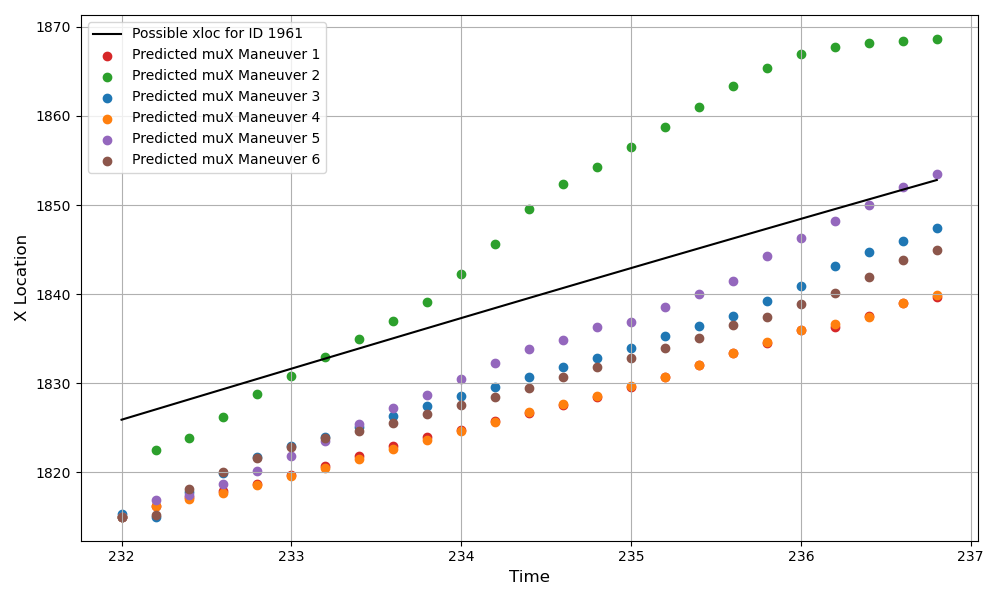 1870
1860
1850
1840
1830
1820
X Location
Possible xloc for ID 1961
Predicted muX Maneuver 1
Predicted muX Maneuver 2
Predicted muX Maneuver 3
Predicted muX Maneuver 4
Predicted muX Maneuver 5
Predicted muX Maneuver 6
232 233 234 235 236 237
Time